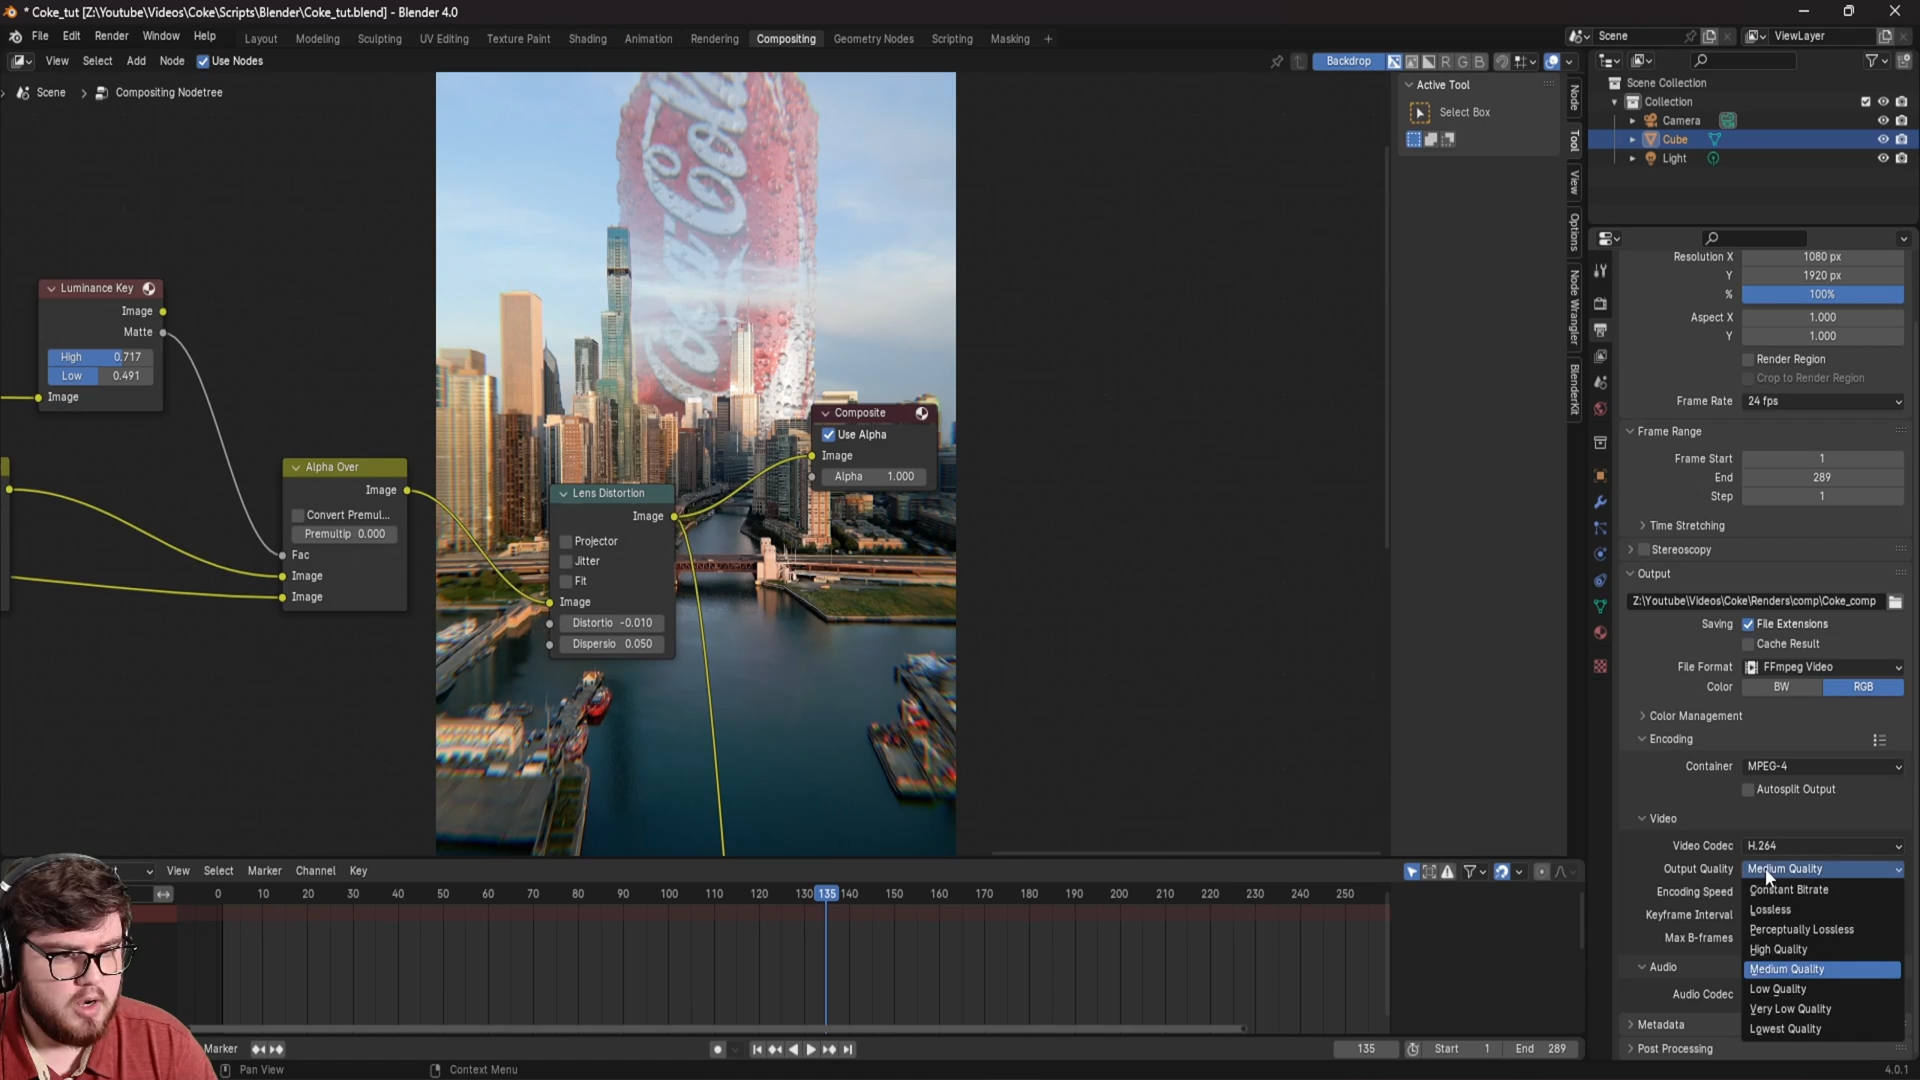 * Coke_tut [Z:\Youtube\Videos\Coke\Scripts\Blender\Coke_tut.blend] - Blender 4.0
File Edit Render Window Help
Layout Modeling Sculpting UV Editing Texture Paint Shading Animation Rendering Compositing Geometry Nodes Scripting Masking +
Scene
ViewLayer
View Select Add Node Use Nodes
Backdrop
R G B
Scene > Compositing Nodetree
Active Tool
Select Box
Node
Tool
View
Options
Node Wrangler
BlenderKit
Scene Collection
Collection
Camera
Cube
Light
Coca Cola
Luminance Key
Image
Matte
High 0.717
Low 0.491
Image
Alpha Over
Image
Convert Premul...
Premultip 0.000
Fac
Image
Image
Lens Distortion
Image
Projector
Jitter
Fit
Image
Distortio -0.010
Dispersio 0.050
Composite
Use Alpha
Image
Alpha 1.000
Resolution X 1080 px
Y 1920 px
% 100%
Aspect X 1.000
Y 1.000
Render Region
Crop to Render Region
Frame Rate 24 fps
Frame Range
Frame Start 1
End 289
Step 1
Time Stretching
Stereoscopy
Output
Z:\Youtube\Videos\Coke\Renders\comp\Coke_comp
Saving File Extensions
Cache Result
File Format FFmpeg Video
Color BW RGB
Color Management
Encoding
Container MPEG-4
Autosplit Output
Video
Video Codec H.264
Output Quality Medium Quality
Encoding Speed
Keyframe Interval
Max B-frames
Audio
Audio Codec
Metadata
Post Processing
Constant Bitrate
Lossless
Perceptually Lossless
High Quality
Medium Quality
Low Quality
Very Low Quality
Lowest Quality
View Select Marker Channel Key
0 10 20 30 40 50 60 70 80 90 100 110 120 130 135 140 150 160 170 180 190 200 210 220 230 240 250
Marker
135
Start 1 End 289
Pan View
Context Menu
4.0.1